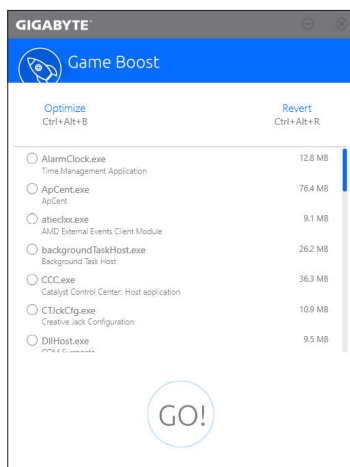 GIGABYTE™
Game Boost
Optimize
Ctrl+Alt+B
Revert
Ctrl+Alt+R
AlarmClock.exe 12.8 MB
Time Management Application
ApCent.exe 76.4 MB
ApCent
atieclxx.exe 9.1 MB
AMD External Events Client Module
backgroundTaskHost.exe 26.2 MB
Background Task Host
CCC.exe 36.3 MB
Catalyst Control Center: Host application
CTJckCfg.exe 10.9 MB
Creative Jack Configuration
DllHost.exe 9.5 MB
COM Surrogate
GO!